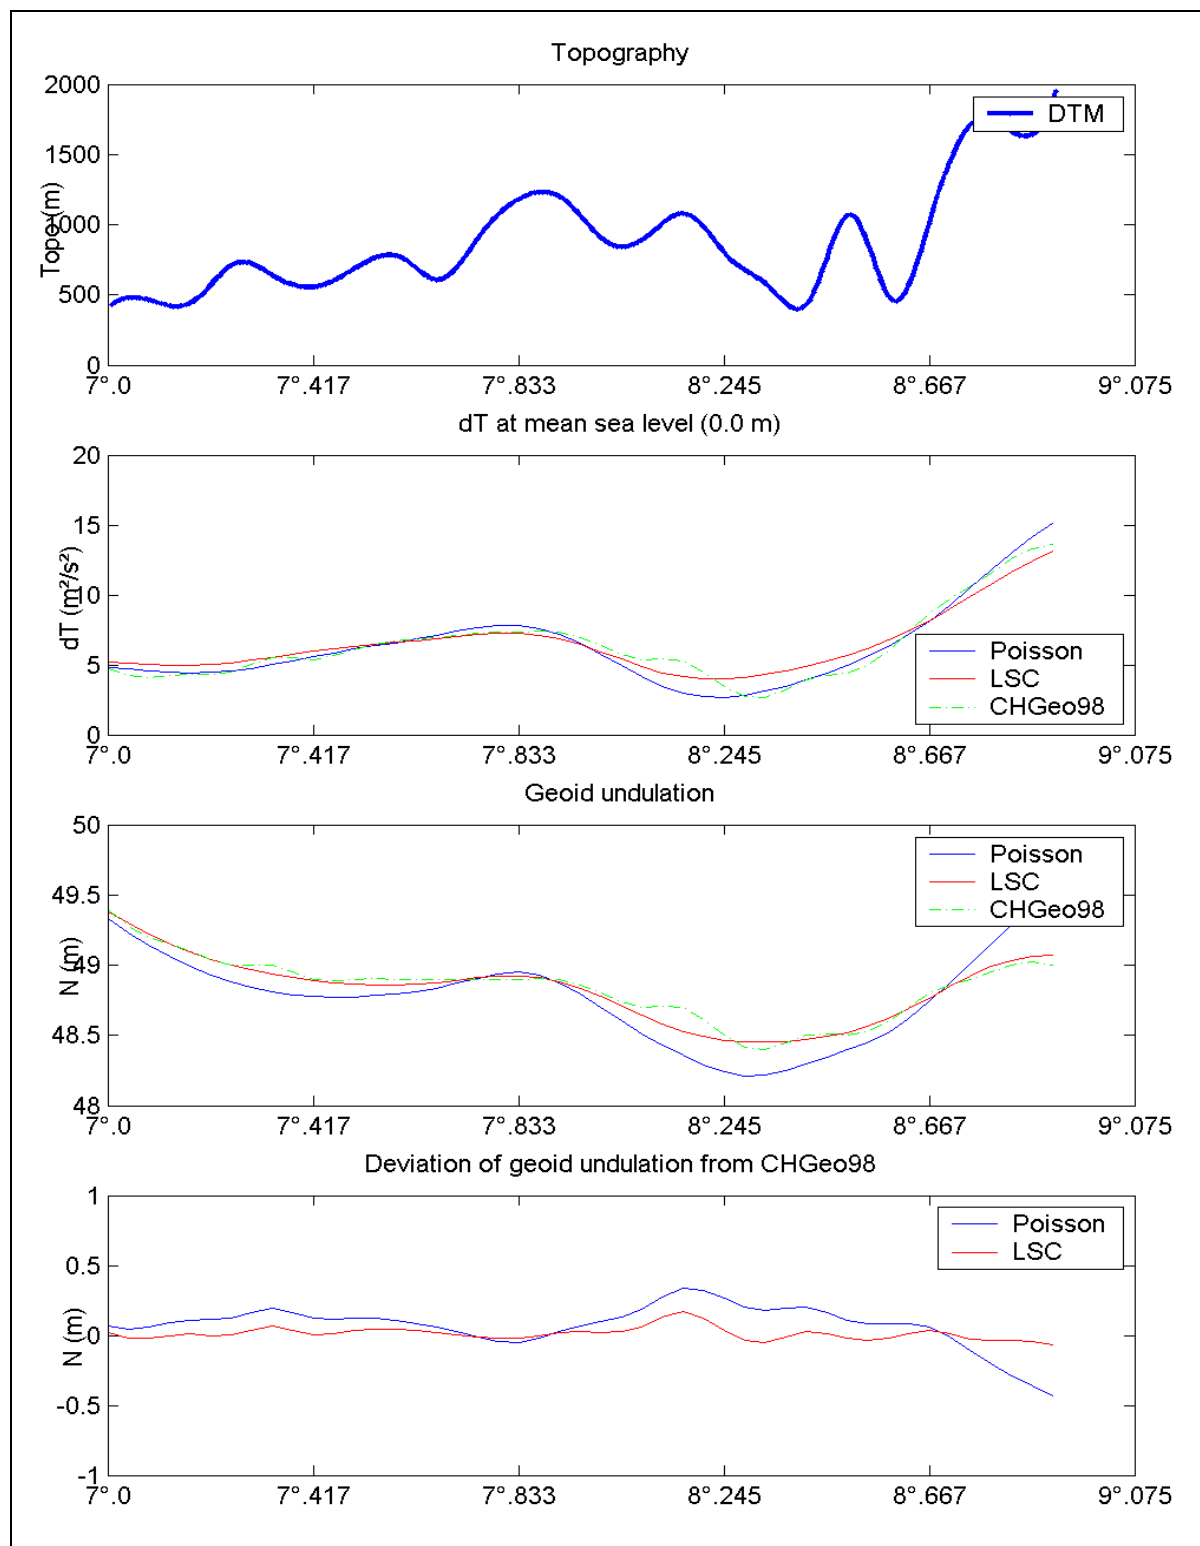 Topography
2000
1500
1000
500
0
Topo (m)
DTM
7°.0 7°.417 7°.833 8°.245 8°.667 9°.075
dT at mean sea level (0.0 m)
20
15
10
5
0
dT (m²/s²)
Poisson
LSC
CHGeo98
7°.0 7°.417 7°.833 8°.245 8°.667 9°.075
Geoid undulation
50
49.5
49
48.5
48
N (m)
Poisson
LSC
CHGeo98
7°.0 7°.417 7°.833 8°.245 8°.667 9°.075
Deviation of geoid undulation from CHGeo98
1
0.5
0
-0.5
-1
N (m)
Poisson
LSC
7°.0 7°.417 7°.833 8°.245 8°.667 9°.075